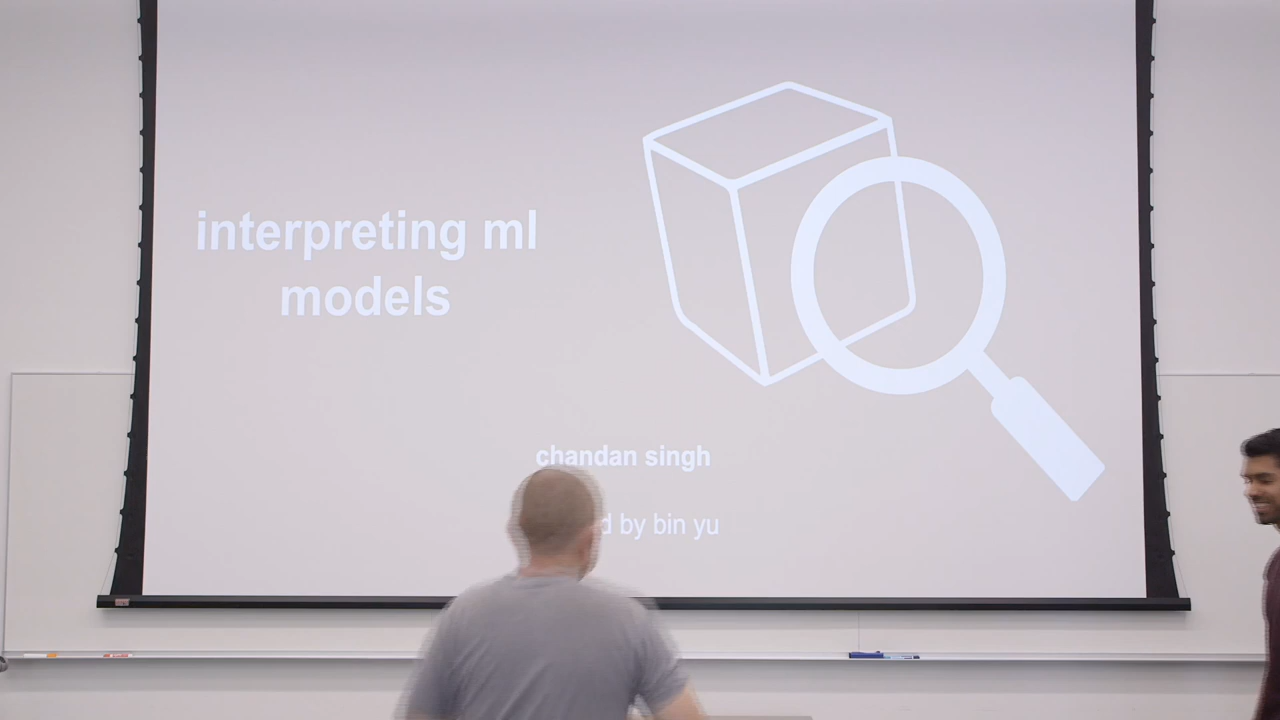 interpreting ml
models
chandan singh
by bin yu